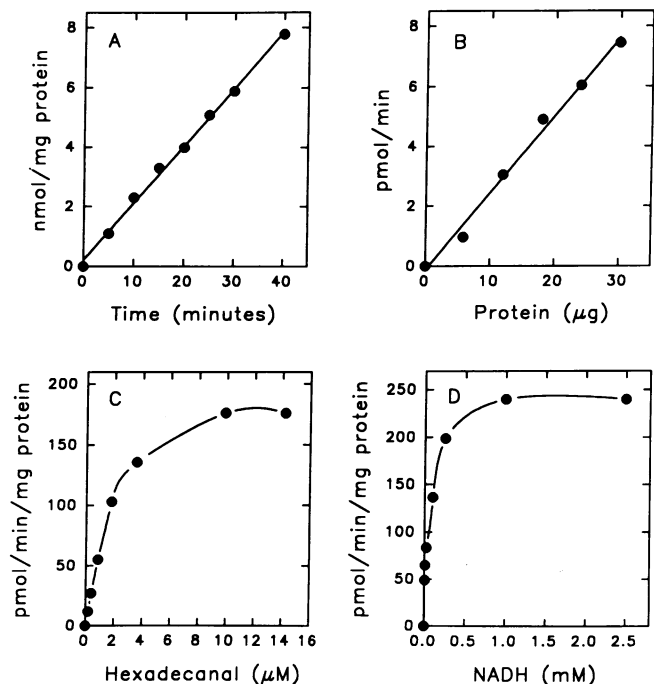 A
nmol/mg protein
8
6
4
2
0
0 10 20 30 40
Time (minutes)
B
pmol/min
8
6
4
2
0
0 10 20 30
Protein (μg)
C
pmol/min/mg protein
200
150
100
50
0
0 2 4 6 8 10 12 14 16
Hexadecanal (μM)
D
pmol/min/mg protein
250
200
150
100
50
0
0.0 0.5 1.0 1.5 2.0 2.5
NADH (mM)